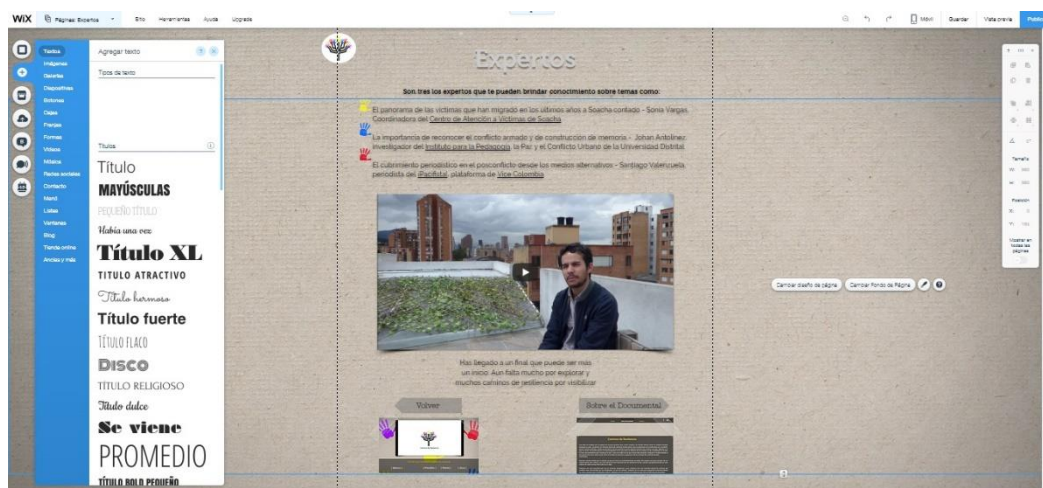 WiX
Páginas: Expertos
Sitio
Herramientas
Ayuda
Upgrade
Móvil
Guardar
Vista previa
Public
Textos
Imágenes
Galerías
Diapositivas
Botones
Cajas
Franjas
Formas
Videos
Música
Redes sociales
Contacto
Menú
Listas
Ventanas
Blog
Tienda online
Anclas y más
Agregar texto
Tipos de texto
Títulos
Título
MAYÚSCULAS
PEQUEÑO TÍTULO
Había una vez
Título XL
TITULO ATRACTIVO
Título hermoso
Título fuerte
TÍTULO FLACO
DISCO
TÍTULO RELIGIOSO
Título dulce
Se viene
PROMEDIO
TÍTULO BOLD PEQUEÑO
Expertos
Son tres los expertos que te pueden brindar conocimiento sobre temas como:
El panorama de las víctimas que han migrado en los últimos años a Soacha contado - Sonia Vargas,
Coordinadora del Centro de Atención a Víctimas de Soacha
La importancia de reconocer el conflicto armado y de construcción de memoria - Johan Antolinez
investigador del Instituto para la Pedagogía, la Paz y el Conflicto Urbano de la Universidad Distrital
El cubrimiento periodístico en el posconflicto desde los medios alternativos - Santiago Valenzuela,
periodista del ¡Pacifista!, plataforma de Vice Colombia.
Has llegado a un final que puede ser más
un inicio. Aun falta mucho por explorar y
muchos caminos de resiliencia por visibilizar
Volver
Sobre el Documental
Cambiar diseño de página
Cambiar Fondo de Página
Tamaño
Posición
Mostrar en
todas las
páginas